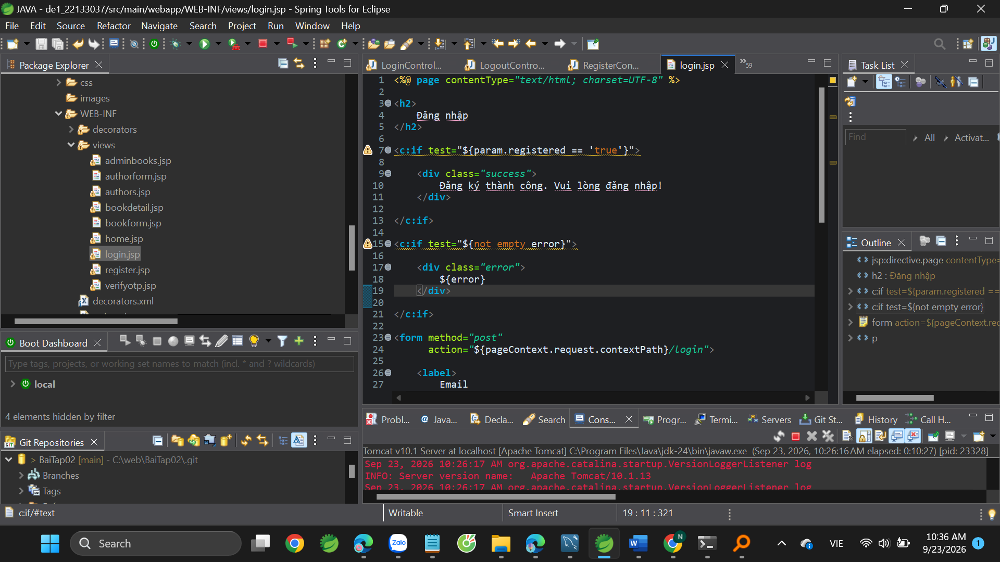 JAVA - de1_22133037/src/main/webapp/WEB-INF/views/login.jsp - Spring Tools for Eclipse
File Edit Source Refactor Navigate Search Project Run Window Help
Package Explorer
css
images
WEB-INF
decorators
views
adminbooks.jsp
authorform.jsp
authors.jsp
bookdetail.jsp
bookform.jsp
home.jsp
login.jsp
register.jsp
verifyotp.jsp
decorators.xml
Boot Dashboard
Type tags, projects, or working set names to match (incl. * and ? wildcards)
local
4 elements hidden by filter
Git Repositories
> BaiTap02 [main] - C:\web\BaiTap02\.git
Branches
Tags
LoginControl... LogoutContro... RegisterCon... login.jsp »59
1 <%@ page contentType="text/html; charset=UTF-8" %>
2
3 <h2>
4 Đăng nhập
5 </h2>
6
7 <c:if test="${param.registered == 'true'}">
8
9 <div class="success">
10 Đăng ký thành công. Vui lòng đăng nhập!
11 </div>
12
13 </c:if>
14
15 <c:if test="${not empty error}">
16
17 <div class="error">
18 ${error}
19 </div>
20
21 </c:if>
22
23 <form method="post"
24 action="${pageContext.request.contextPath}/login">
25
26 <label>
27 Email
Task List
Find All Activat...
Outline
jsp:directive.page contentType=
h2 : Đăng nhập
c:if test=${param.registered ==
c:if test=${not empty error}
form action=${pageContext.rec
p
Probl... Java... Decla... Search Cons... Progr... Termi... Servers Git St... History Call H...
Tomcat v10.1 Server at localhost [Apache Tomcat] C:\Program Files\Java\jdk-24\bin\javaw.exe (Sep 23, 2026, 10:26:16 AM elapsed: 0:10:27) [pid: 23328]
Sep 23, 2026 10:26:17 AM org.apache.catalina.startup.VersionLoggerListener log
INFO: Server version name: Apache Tomcat/10.1.13
Sep 23, 2026 10:26:17 AM org.apache.catalina.startup.VersionLoggerListener log
c:if/#text Writable Smart Insert 19 : 11 : 321
Search
Zalo
N
VIE
10:36 AM
9/23/2026
1